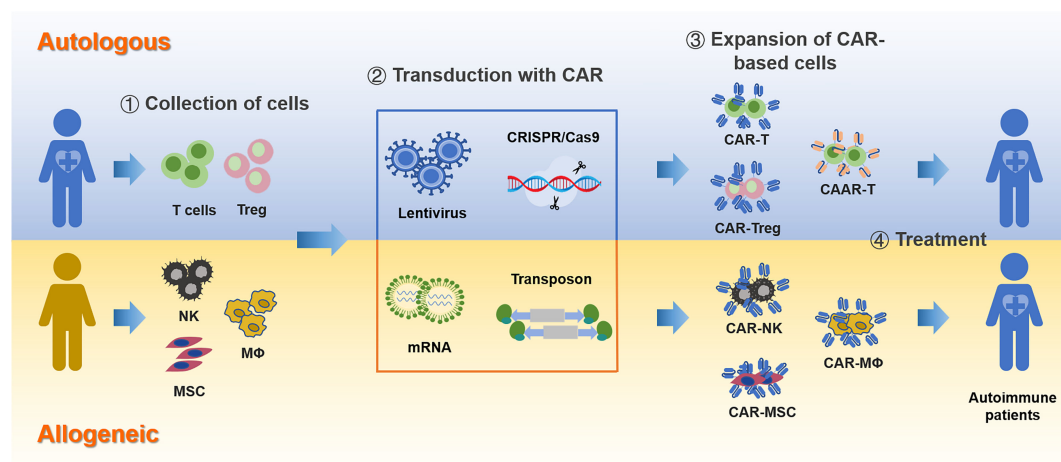 Autologous
① Collection of cells
T cells
Treg
② Transduction with CAR
Lentivirus
CRISPR/Cas9
③ Expansion of CAR-
based cells
CAR-T
CAAR-T
CAR-Treg
④ Treatment
NK
MΦ
MSC
mRNA
Transposon
CAR-NK
CAR-MΦ
CAR-MSC
Autoimmune
patients
Allogeneic